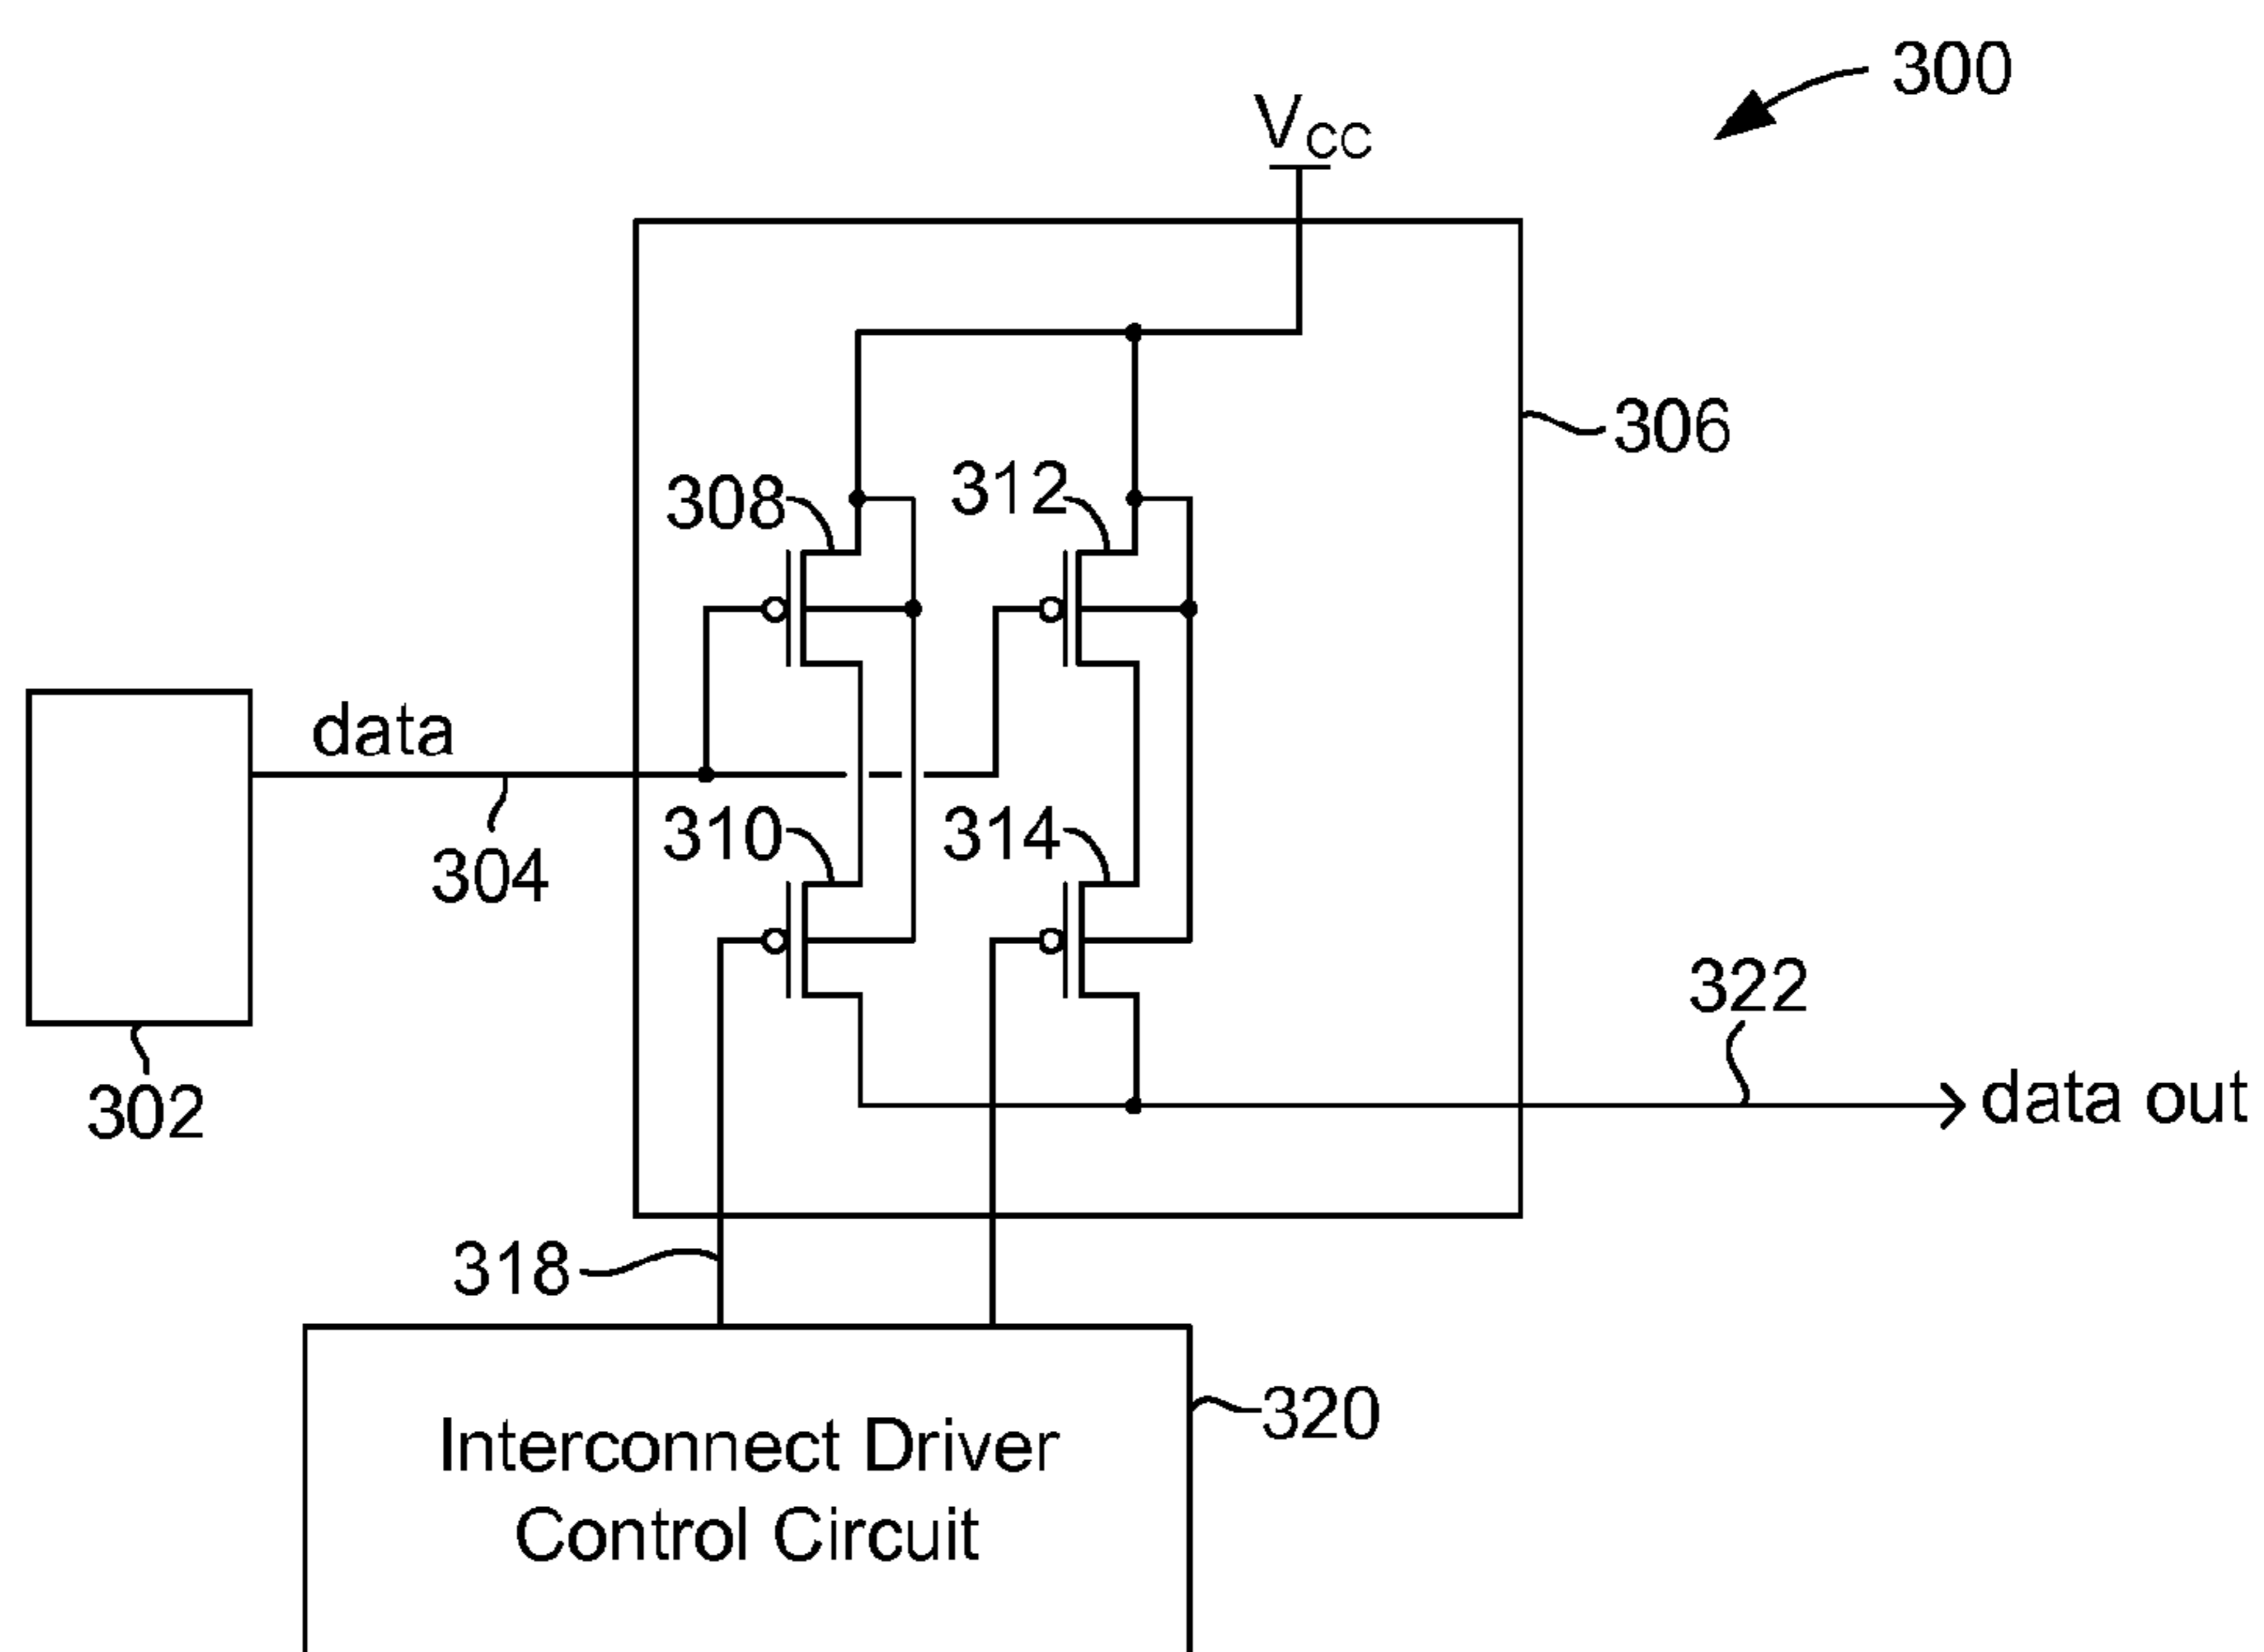 300
VCC
306
308
312
data
304
310
314
302
322
data out
318
320
Interconnect Driver
Control Circuit